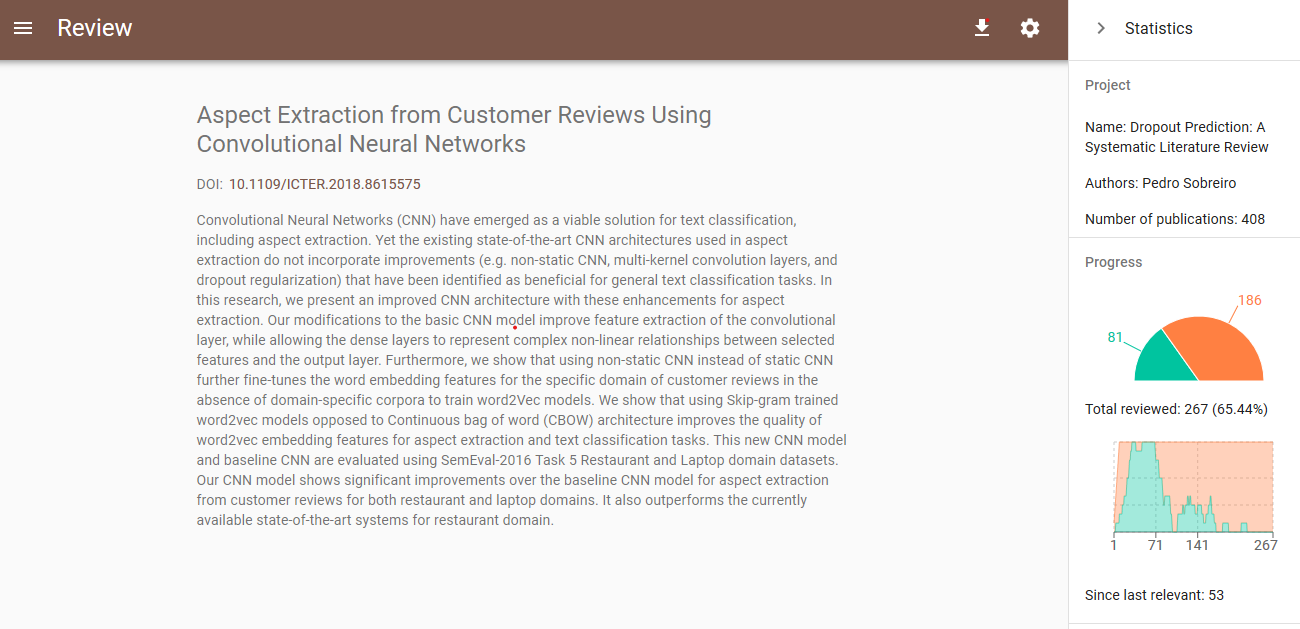 Review
Statistics
Aspect Extraction from Customer Reviews Using
Convolutional Neural Networks
DOI: 10.1109/ICTER.2018.8615575
Convolutional Neural Networks (CNN) have emerged as a viable solution for text classification,
including aspect extraction. Yet the existing state-of-the-art CNN architectures used in aspect
extraction do not incorporate improvements (e.g. non-static CNN, multi-kernel convolution layers, and
dropout regularization) that have been identified as beneficial for general text classification tasks. In
this research, we present an improved CNN architecture with these enhancements for aspect
extraction. Our modifications to the basic CNN model improve feature extraction of the convolutional
layer, while allowing the dense layers to represent complex non-linear relationships between selected
features and the output layer. Furthermore, we show that using non-static CNN instead of static CNN
further fine-tunes the word embedding features for the specific domain of customer reviews in the
absence of domain-specific corpora to train word2Vec models. We show that using Skip-gram trained
word2vec models opposed to Continuous bag of word (CBOW) architecture improves the quality of
word2vec embedding features for aspect extraction and text classification tasks. This new CNN model
and baseline CNN are evaluated using SemEval-2016 Task 5 Restaurant and Laptop domain datasets.
Our CNN model shows significant improvements over the baseline CNN model for aspect extraction
from customer reviews for both restaurant and laptop domains. It also outperforms the currently
available state-of-the-art systems for restaurant domain.
Project
Name: Dropout Prediction: A
Systematic Literature Review
Authors: Pedro Sobreiro
Number of publications: 408
Progress
186
81
Total reviewed: 267 (65.44%)
1 71 141 267
Since last relevant: 53